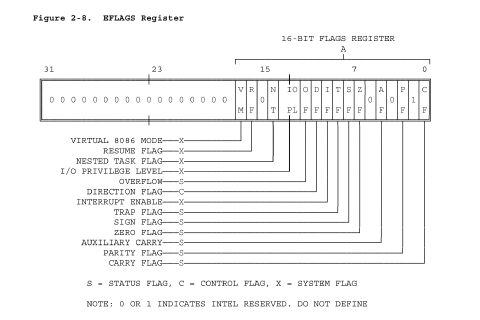 Figure 2-8. EFLAGS Register
16-BIT FLAGS REGISTER
A
31 23 15 7 0
V R N IO O D I T S Z A P C
0 0 0 0 0 0 0 0 0 0 0 0 0 0 0 0 0 0 0 1
M F T PL F F F F F F F F F
VIRTUAL 8086 MODE X
RESUME FLAG X
NESTED TASK FLAG X
I/O PRIVILEGE LEVEL X
OVERFLOW S
DIRECTION FLAG C
INTERRUPT ENABLE X
TRAP FLAG S
SIGN FLAG S
ZERO FLAG S
AUXILIARY CARRY S
PARITY FLAG S
CARRY FLAG S
S - STATUS FLAG, C - CONTROL FLAG, X - SYSTEM FLAG
NOTE: 0 OR 1 INDICATES INTEL RESERVED. DO NOT DEFINE